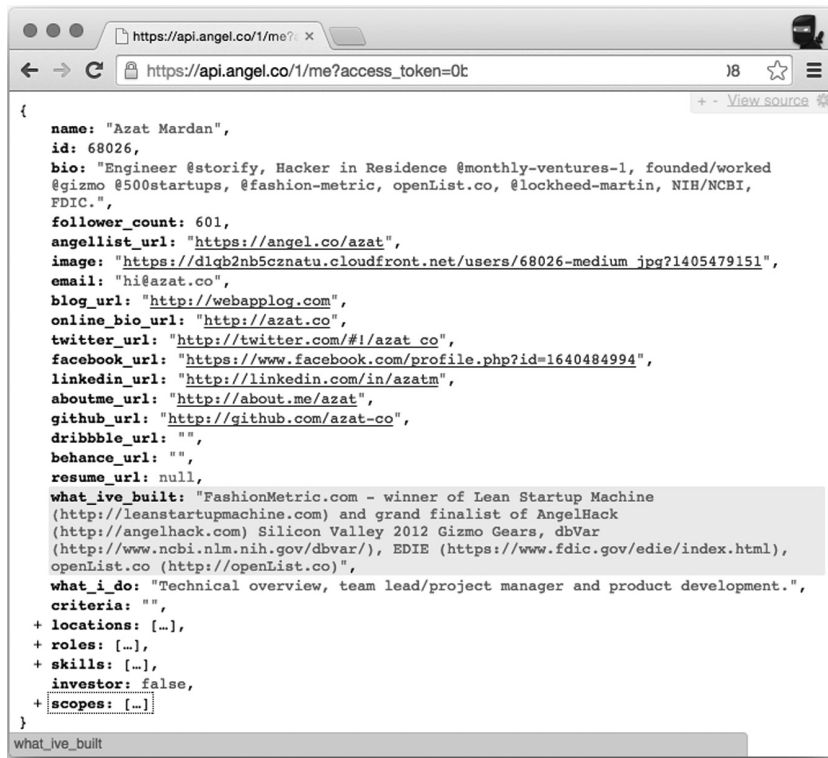 https://api.angel.co/1/me?a
https://api.angel.co/1/me?access_token=0b 38
+ - View source
{
name: "Azat Mardan",
id: 68026,
bio: "Engineer @storify, Hacker in Residence @monthly-ventures-1, founded/worked
@gizmo @500startups, @fashion-metric, openList.co, @lockheed-martin, NIH/NCBI,
FDIC.",
follower_count: 601,
angellist_url: "https://angel.co/azat",
image: "https://d1qb2nb5cznatu.cloudfront.net/users/68026-medium_jpg?1405479151",
email: "hi@azat.co",
blog_url: "http://webapplog.com",
online_bio_url: "http://azat.co",
twitter_url: "http://twitter.com/#!/azat_co",
facebook_url: "https://www.facebook.com/profile.php?id=1640484994",
linkedin_url: "http://linkedin.com/in/azatm",
aboutme_url: "http://about.me/azat",
github_url: "http://github.com/azat-co",
dribbble_url: "",
behance_url: "",
resume_url: null,
what_ive_built: "FashionMetric.com - winner of Lean Startup Machine
(http://leanstartupmachine.com) and grand finalist of AngelHack
(http://angelhack.com) Silicon Valley 2012 Gizmo Gears, dbVar
(http://www.ncbi.nlm.nih.gov/dbvar/), EDIE (https://www.fdic.gov/edie/index.html),
openList.co (http://openList.co)",
what_i_do: "Technical overview, team lead/project manager and product development.",
criteria: "",
+ locations: […],
+ roles: […],
+ skills: […],
investor: false,
+ scopes: […]
}
what_ive_built